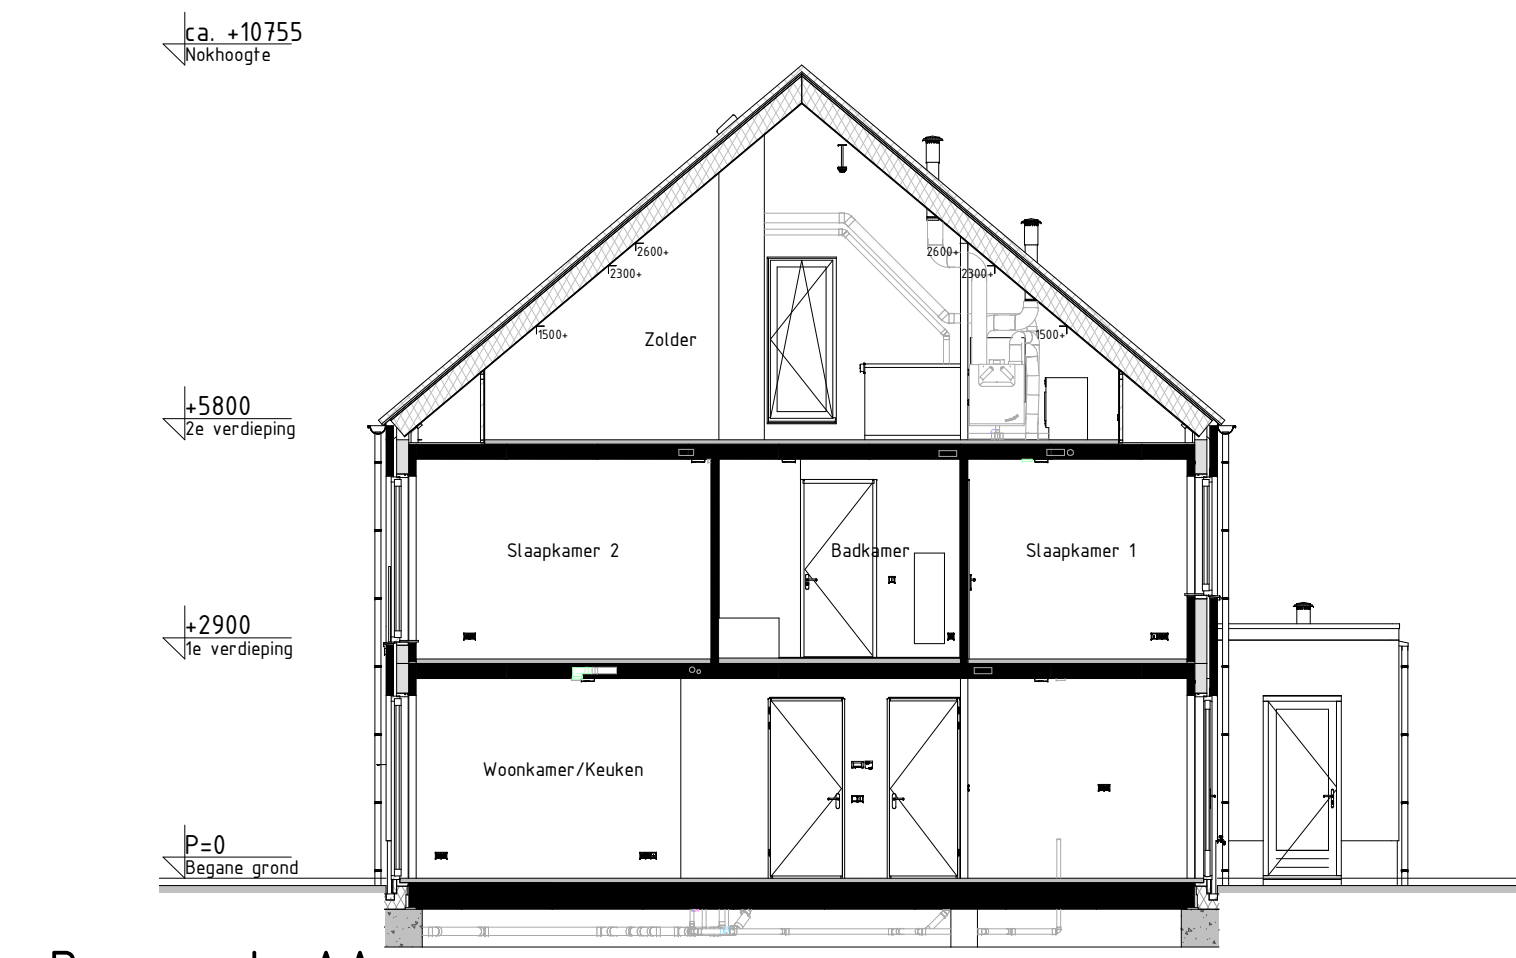 ca. +10755
Nokhoogte
2600+
2600+
2300+
2300+
1500+
1500+
Zolder
+5800
2e verdieping
Slaapkamer 2
Badkamer
Slaapkamer 1
+2900
1e verdieping
Woonkamer/Keuken
P=0
Begane grond